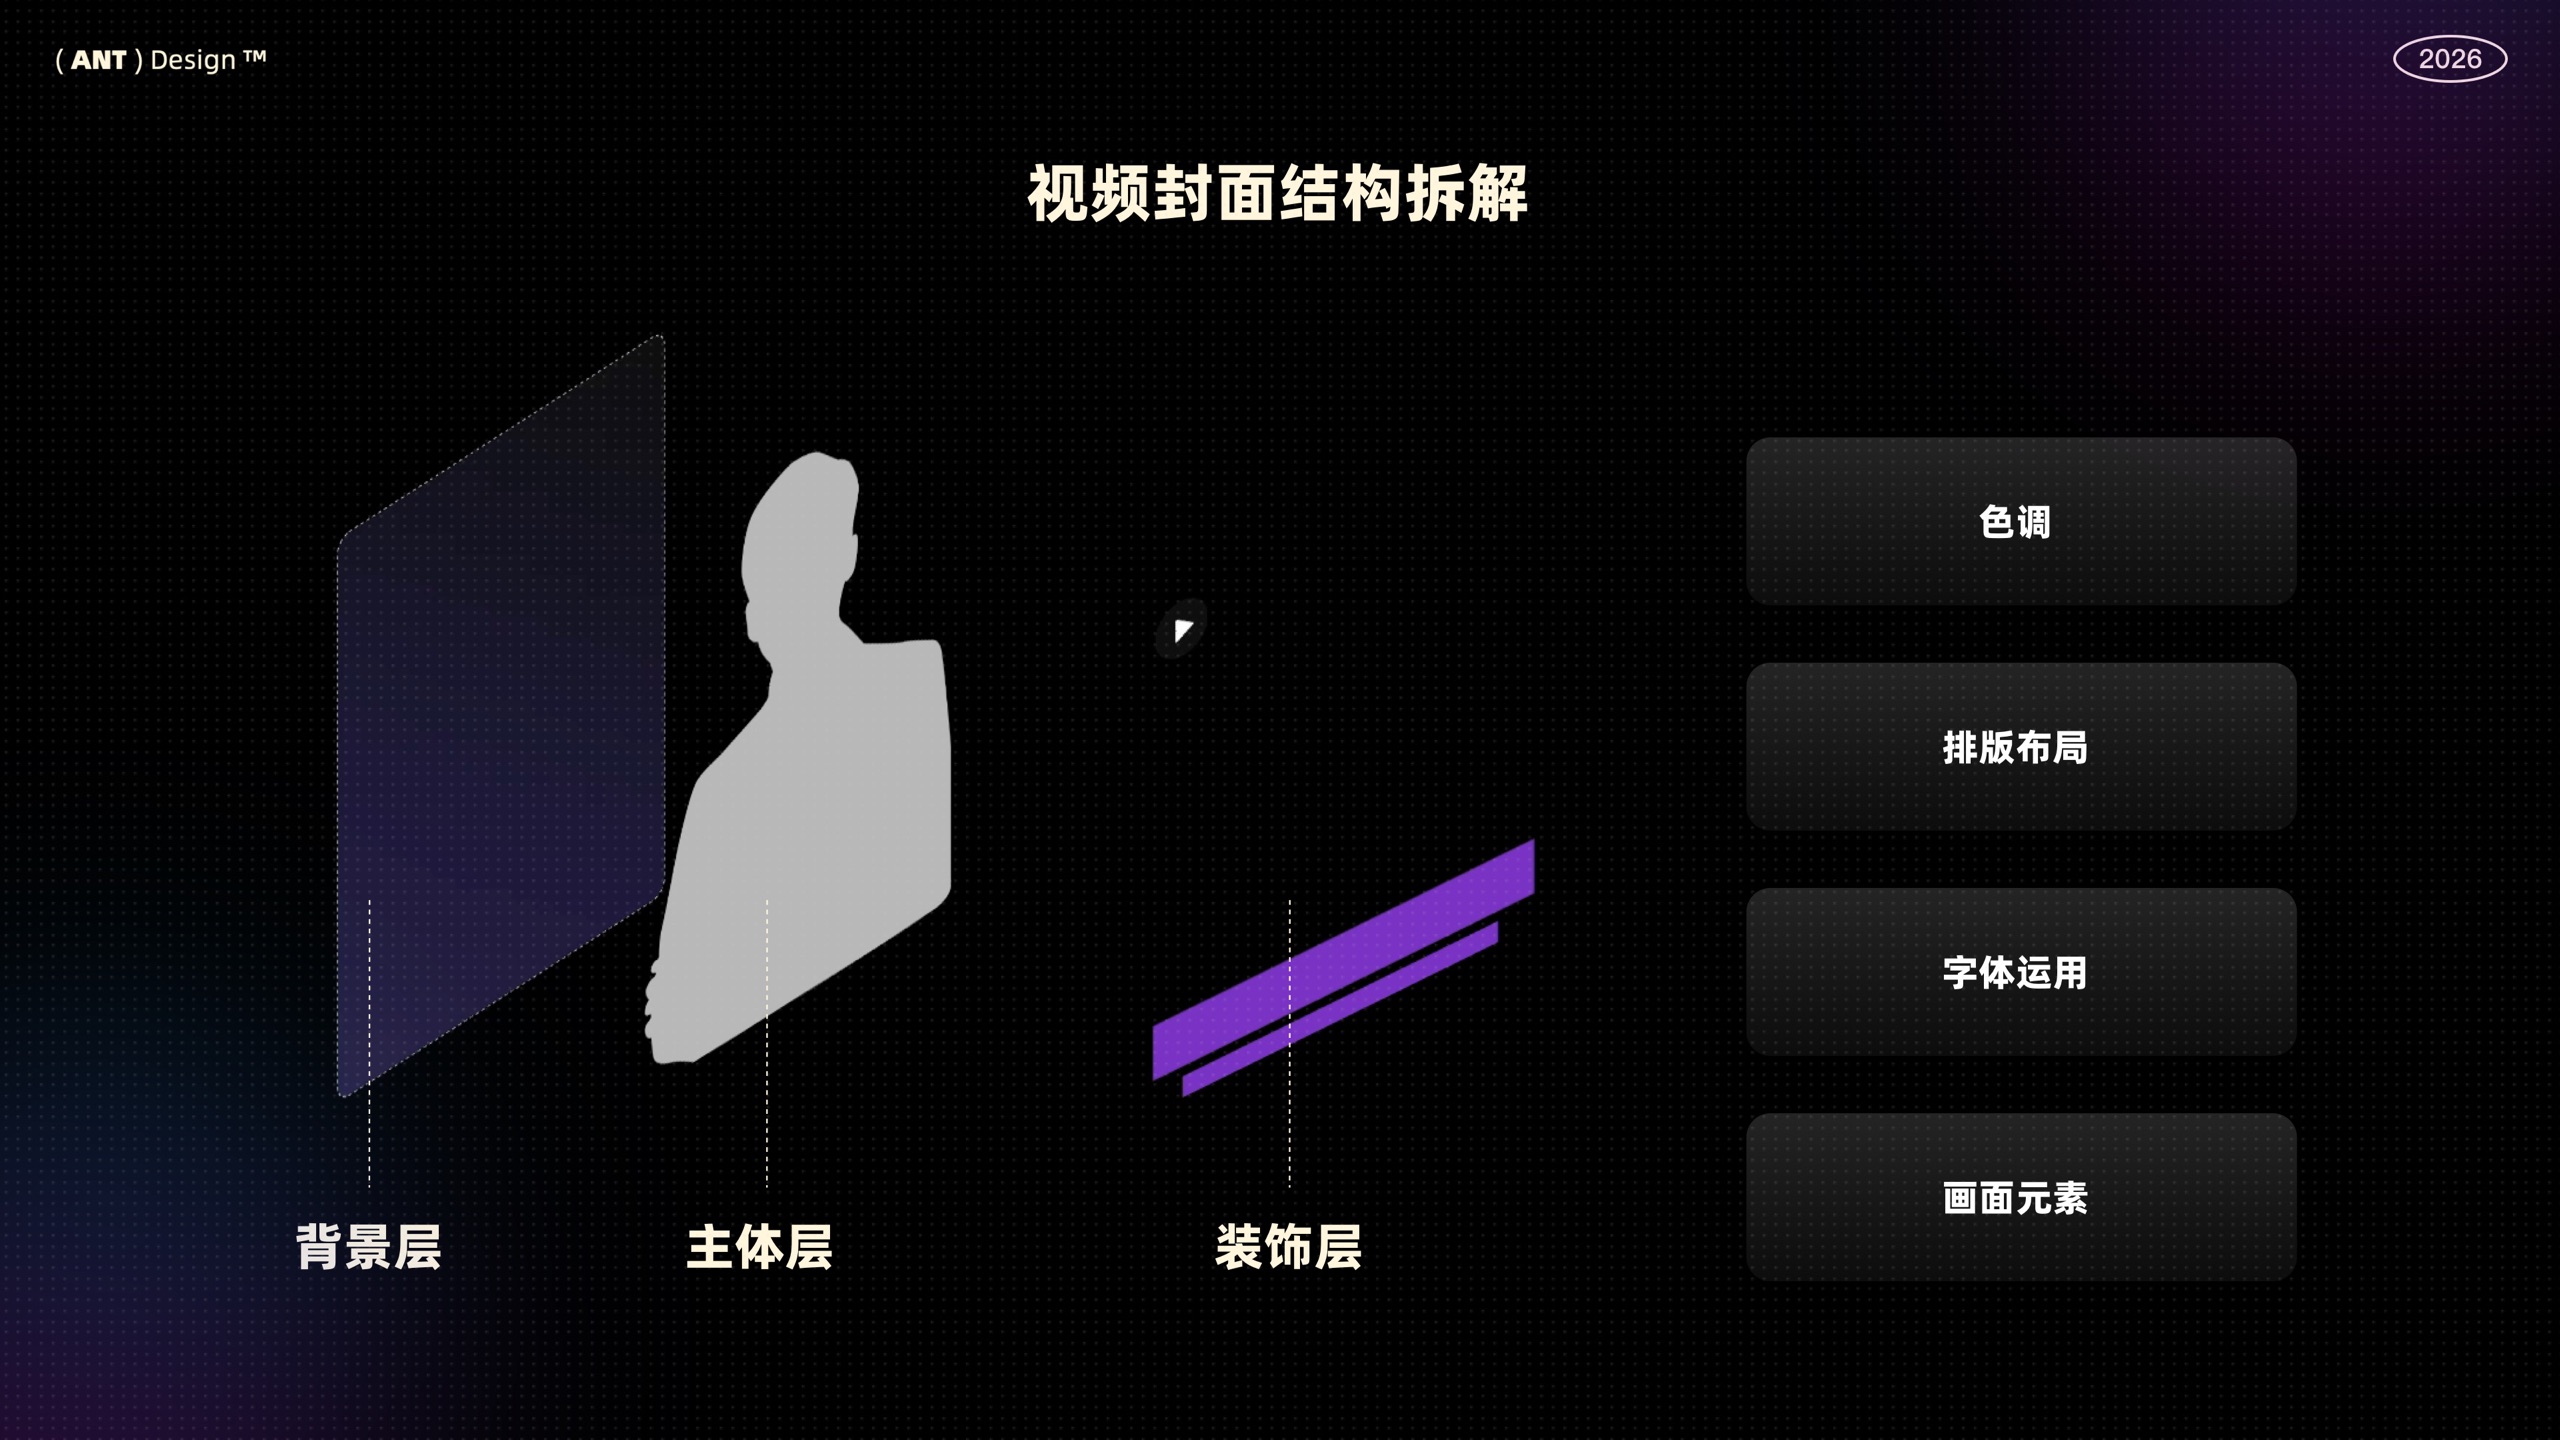 ( ANT ) Design ™
2026
视频封面结构拆解
色调
排版布局
字体运用
画面元素
背景层
主体层
装饰层